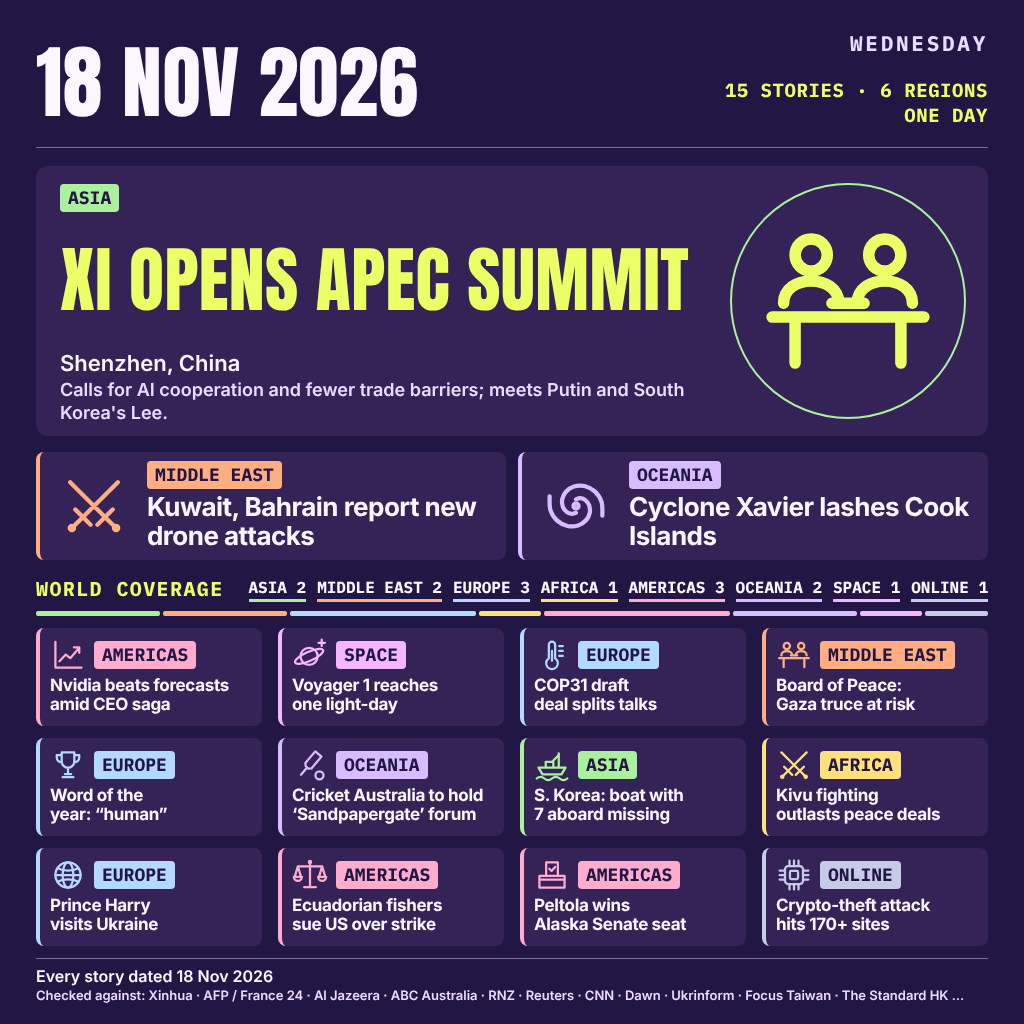 18 NOV 2026
WEDNESDAY
15 STORIES · 6 REGIONS
ONE DAY
ASIA
XI OPENS APEC SUMMIT
Shenzhen, China
Calls for AI cooperation and fewer trade barriers; meets Putin and South
Korea's Lee.
MIDDLE EAST
Kuwait, Bahrain report new
drone attacks
OCEANIA
Cyclone Xavier lashes Cook
Islands
WORLD COVERAGE
ASIA 2 MIDDLE EAST 2 EUROPE 3 AFRICA 1 AMERICAS 3 OCEANIA 2 SPACE 1 ONLINE 1
AMERICAS
Nvidia beats forecasts
amid CEO saga
SPACE
Voyager 1 reaches
one light-day
EUROPE
COP31 draft
deal splits talks
MIDDLE EAST
Board of Peace:
Gaza truce at risk
EUROPE
Word of the
year: “human”
OCEANIA
Cricket Australia to hold
‘Sandpapergate’ forum
ASIA
S. Korea: boat with
7 aboard missing
AFRICA
Kivu fighting
outlasts peace deals
EUROPE
Prince Harry
visits Ukraine
AMERICAS
Ecuadorian fishers
sue US over strike
AMERICAS
Peltola wins
Alaska Senate seat
ONLINE
Crypto-theft attack
hits 170+ sites
Every story dated 18 Nov 2026
Checked against: Xinhua · AFP / France 24 · Al Jazeera · ABC Australia · RNZ · Reuters · CNN · Dawn · Ukrinform · Focus Taiwan · The Standard HK ...